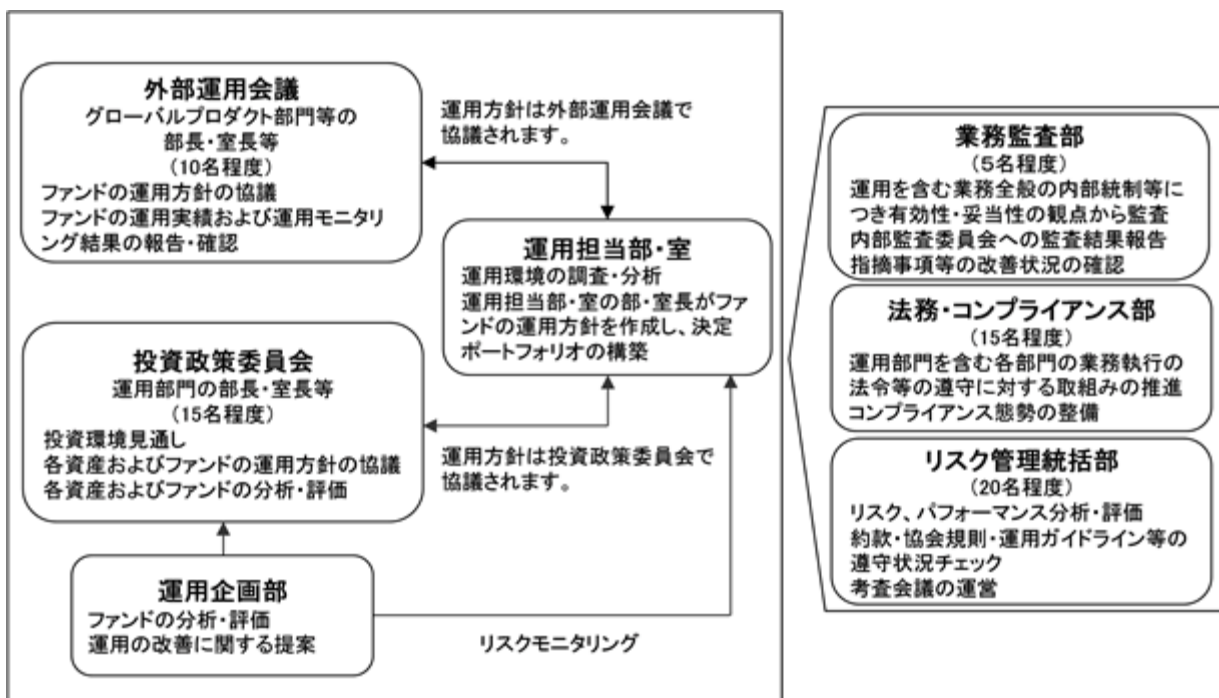 外部運用会議
グローバルプロダクト部門等の
部長・室長等
(10名程度)
ファンドの運用方針の協議
ファンドの運用実績および運用モニタリ
ング結果の報告・確認
運用方針は外部運用会議で
協議されます。
運用担当部・室
運用環境の調査・分析
運用担当部・室の部・室長がファ
ンドの運用方針を作成し、決定
ポートフォリオの構築
投資政策委員会
運用部門の部長・室長等
(15名程度)
投資環境見通し
各資産およびファンドの運用方針の協議
各資産およびファンドの分析・評価
運用方針は投資政策委員会で
協議されます。
運用企画部
ファンドの分析・評価
運用の改善に関する提案
リスクモニタリング
業務監査部
(5名程度)
運用を含む業務全般の内部統制等に
つき有効性・妥当性の観点から監査
内部監査委員会への監査結果報告
指摘事項等の改善状況の確認
法務・コンプライアンス部
(15名程度)
運用部門を含む各部門の業務執行の
法令等の遵守に対する取組みの推進
コンプライアンス態勢の整備
リスク管理統括部
(20名程度)
リスク、パフォーマンス分析・評価
約款・協会規則・運用ガイドライン等の
遵守状況チェック
考査会議の運営